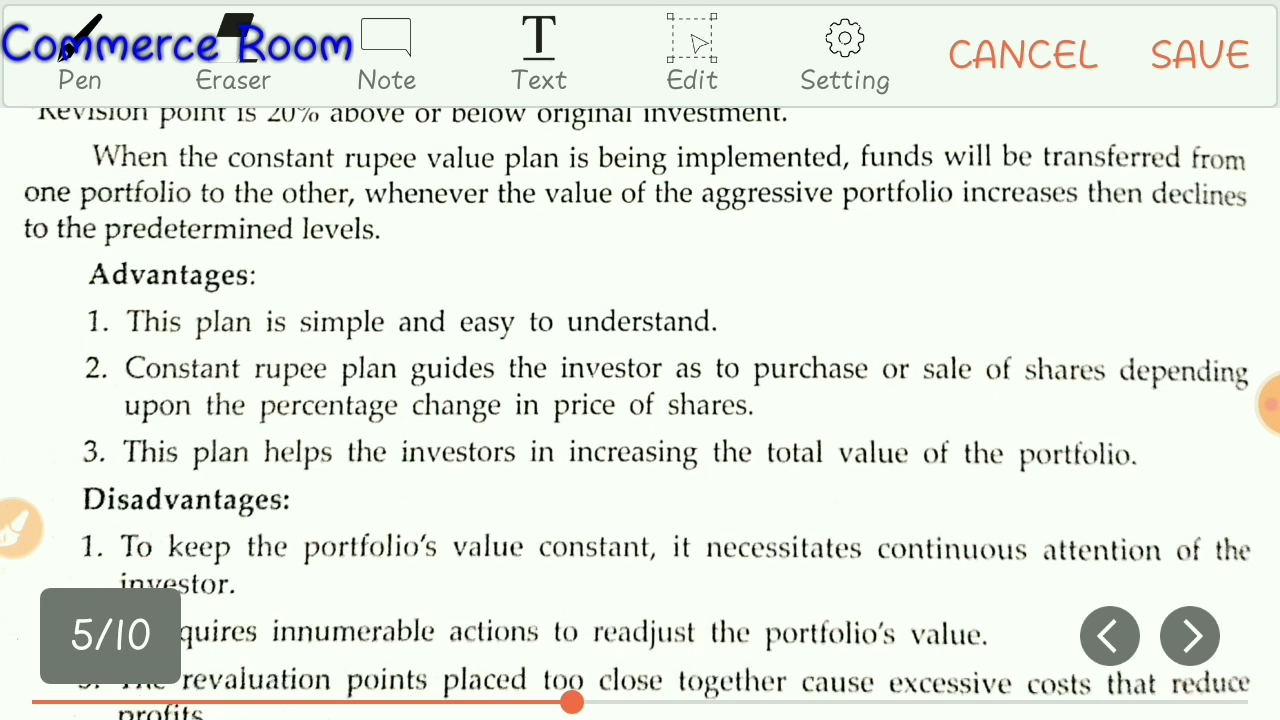 Commerce Room
Pen
Eraser
Note
Text
Edit
Setting
CANCEL
SAVE
Revision point is 20% above or below original investment.
When the constant rupee value plan is being implemented, funds will be transferred from
one portfolio to the other, whenever the value of the aggressive portfolio increases then declines
to the predetermined levels.
Advantages:
1. This plan is simple and easy to understand.
2. Constant rupee plan guides the investor as to purchase or sale of shares depending
upon the percentage change in price of shares.
3. This plan helps the investors in increasing the total value of the portfolio.
Disadvantages:
1. To keep the portfolio's value constant, it necessitates continuous attention of the
investor.
5/10
quires innumerable actions to readjust the portfolio's value.
revaluation points placed too close together cause excessive costs that reduce
profits